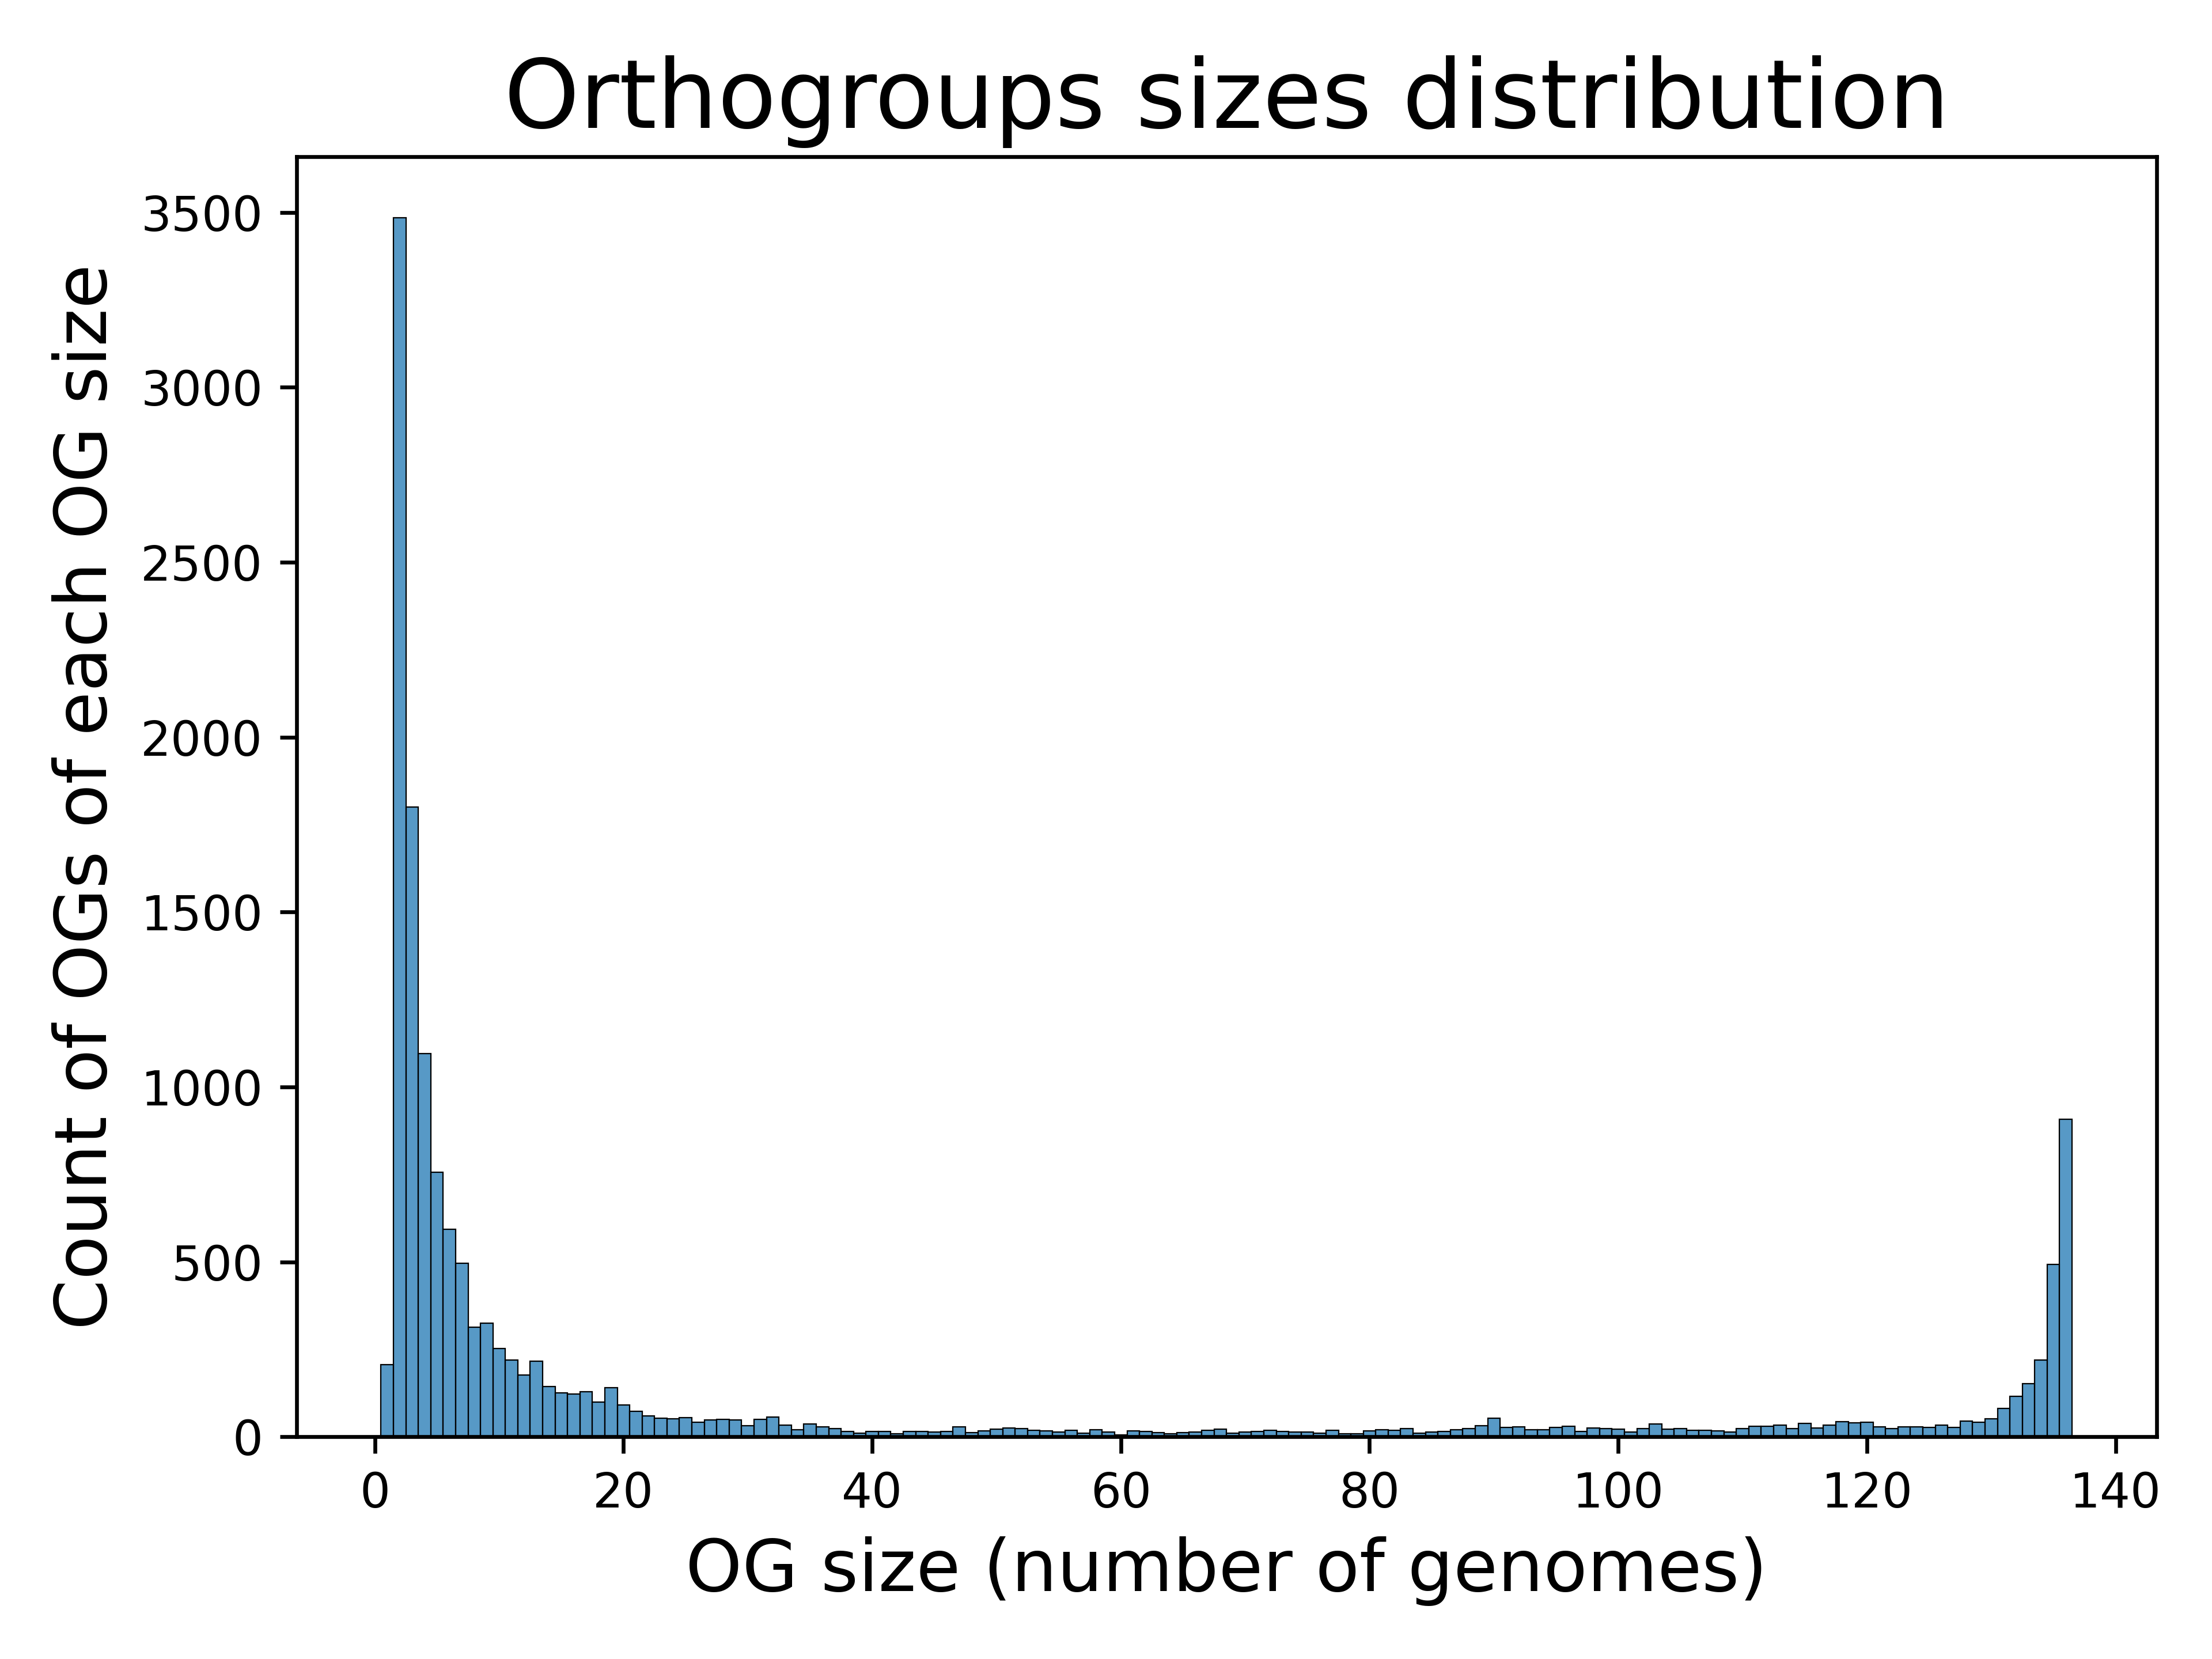 Orthogroups sizes distribution
Count of OGs of each OG size
3500
3000
2500
2000
1500
1000
500
0
0 20 40 60 80 100 120 140
OG size (number of genomes)